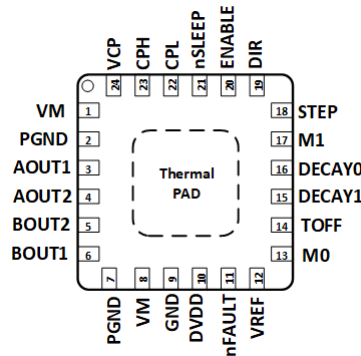 VCP
CPH
CPL
nSLEEP
ENABLE
DIR
24
23
22
21
20
19
VM 1
PGND 2
AOUT1 3
AOUT2 4
BOUT2 5
BOUT1 6
Thermal
PAD
18 STEP
17 M1
16 DECAY0
15 DECAY1
14 TOFF
13 M0
7
8
9
10
11
12
PGND
VM
GND
DVDD
nFAULT
VREF